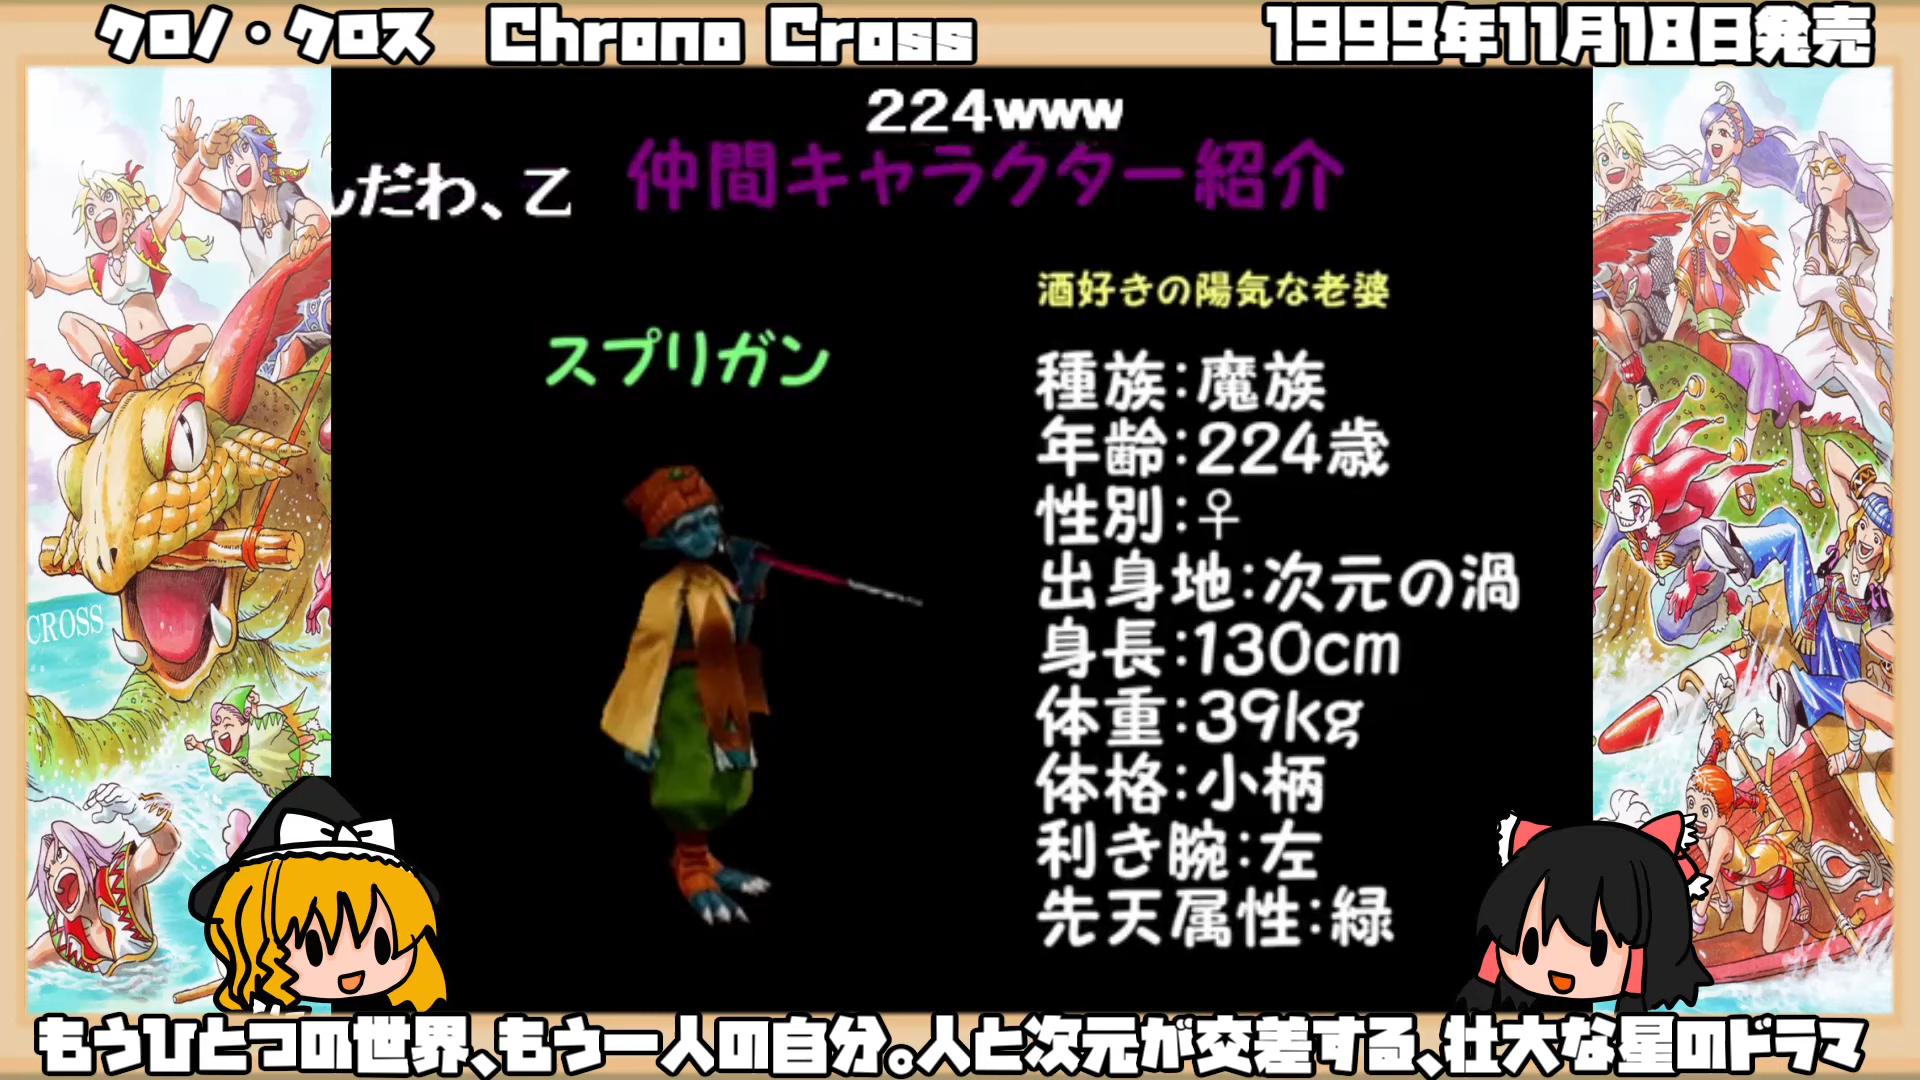 クロノ・クロス Chrono Cross
1999年11月18日発売
224www
んだわ、乙
仲間キャラクター紹介
酒好きの陽気な老婆
スプリガン
種族:魔族
年齢:224歳
性別:♀
出身地:次元の渦
身長:130cm
体重:39kg
体格:小柄
利き腕:左
先天属性:緑
CROSS
もうひとつの世界、もう一人の自分。人と次元が交差する、壮大な星のドラマ